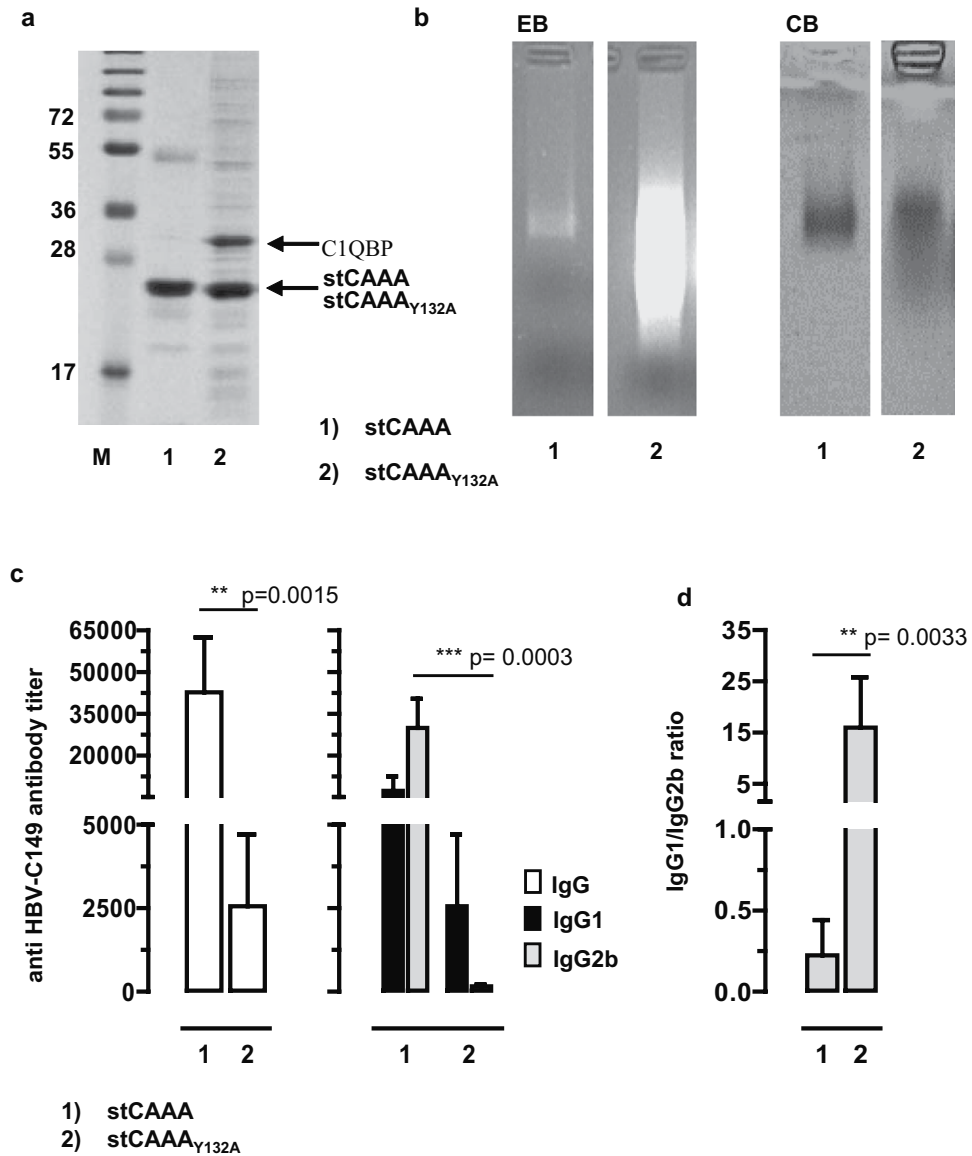 a
72
55
36
28
17
C1QBP
stCAAA
stCAAAY132A
M 1 2
1) stCAAA
2) stCAAAY132A
b
EB
CB
1 2
1 2
c
** p=0.0015
*** p= 0.0003
65000
50000
35000
20000
5000
2500
0
anti HBV-C149 antibody titer
IgG
IgG1
IgG2b
1 2
1 2
d
** p= 0.0033
35
25
15
5
1.0
0.5
0.0
IgG1/IgG2b ratio
1 2
1) stCAAA
2) stCAAAY132A